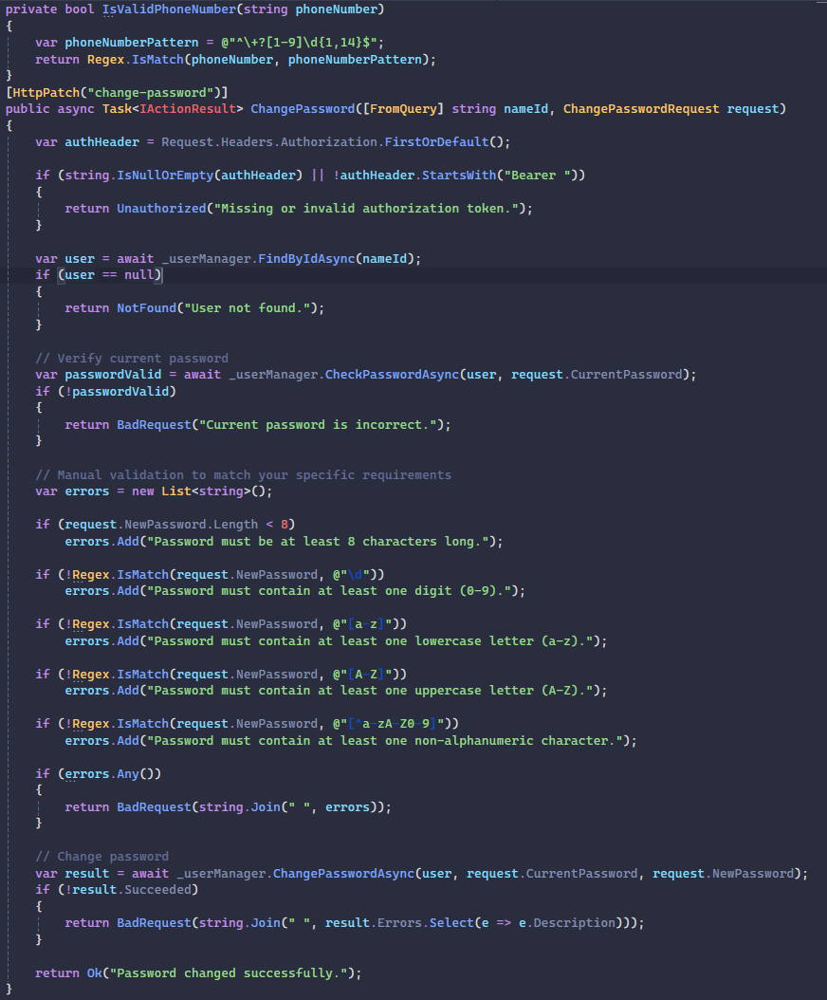 private bool IsValidPhoneNumber(string phoneNumber)
{
    var phoneNumberPattern = @"^\+?[1-9]\d{1,14}$";
    return Regex.IsMatch(phoneNumber, phoneNumberPattern);
}
[HttpPatch("change-password")]
public async Task<IActionResult> ChangePassword([FromQuery] string nameId, ChangePasswordRequest request)
{
    var authHeader = Request.Headers.Authorization.FirstOrDefault();

    if (string.IsNullOrEmpty(authHeader) || !authHeader.StartsWith("Bearer "))
    {
        return Unauthorized("Missing or invalid authorization token.");
    }

    var user = await _userManager.FindByIdAsync(nameId);
    if (user == null)
    {
        return NotFound("User not found.");
    }

    // Verify current password
    var passwordValid = await _userManager.CheckPasswordAsync(user, request.CurrentPassword);
    if (!passwordValid)
    {
        return BadRequest("Current password is incorrect.");
    }

    // Manual validation to match your specific requirements
    var errors = new List<string>();

    if (request.NewPassword.Length < 8)
        errors.Add("Password must be at least 8 characters long.");

    if (!Regex.IsMatch(request.NewPassword, @"\d"))
        errors.Add("Password must contain at least one digit (0-9).");

    if (!Regex.IsMatch(request.NewPassword, @"[a-z]"))
        errors.Add("Password must contain at least one lowercase letter (a-z).");

    if (!Regex.IsMatch(request.NewPassword, @"[A-Z]"))
        errors.Add("Password must contain at least one uppercase letter (A-Z).");

    if (!Regex.IsMatch(request.NewPassword, @"[^a-zA-Z0-9]"))
        errors.Add("Password must contain at least one non-alphanumeric character.");

    if (errors.Any())
    {
        return BadRequest(string.Join(" ", errors));
    }

    // Change password
    var result = await _userManager.ChangePasswordAsync(user, request.CurrentPassword, request.NewPassword);
    if (!result.Succeeded)
    {
        return BadRequest(string.Join(" ", result.Errors.Select(e => e.Description)));
    }

    return Ok("Password changed successfully.");
}